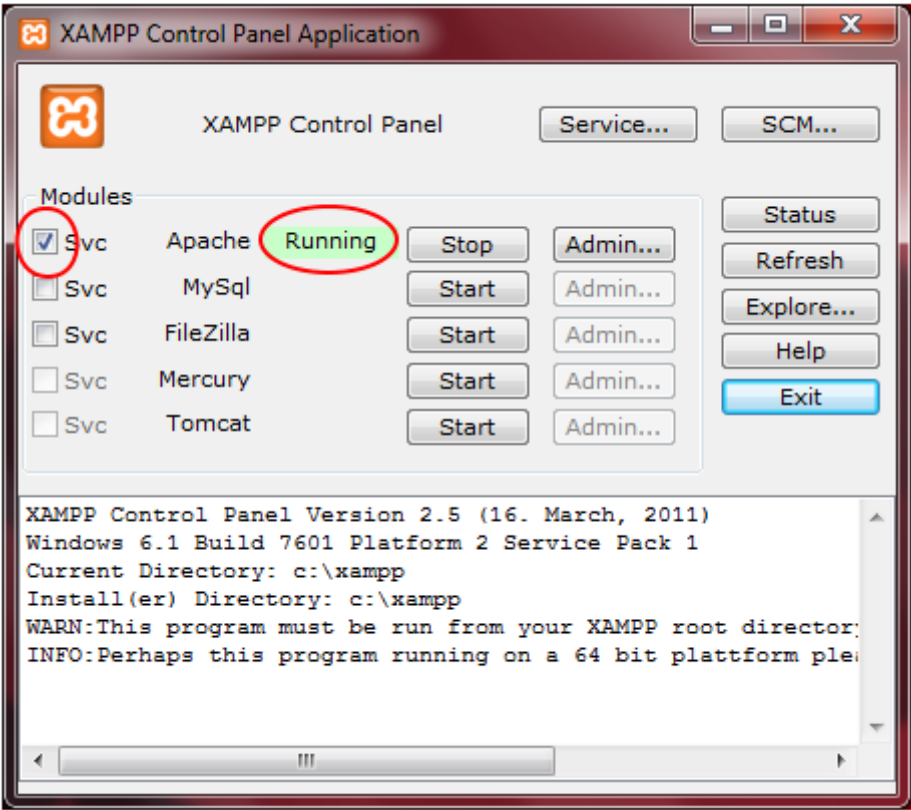 XAMPP Control Panel Application
XAMPP Control Panel Service... SCM...
Modules
Svc Apache Running Stop Admin...
Svc MySql Start Admin...
Svc FileZilla Start Admin...
Svc Mercury Start Admin...
Svc Tomcat Start Admin...
Status
Refresh
Explore...
Help
Exit
XAMPP Control Panel Version 2.5 (16. March, 2011)
Windows 6.1 Build 7601 Platform 2 Service Pack 1
Current Directory: c:\xampp
Install(er) Directory: c:\xampp
WARN:This program must be run from your XAMPP root director
INFO:Perhaps this program running on a 64 bit plattform ple